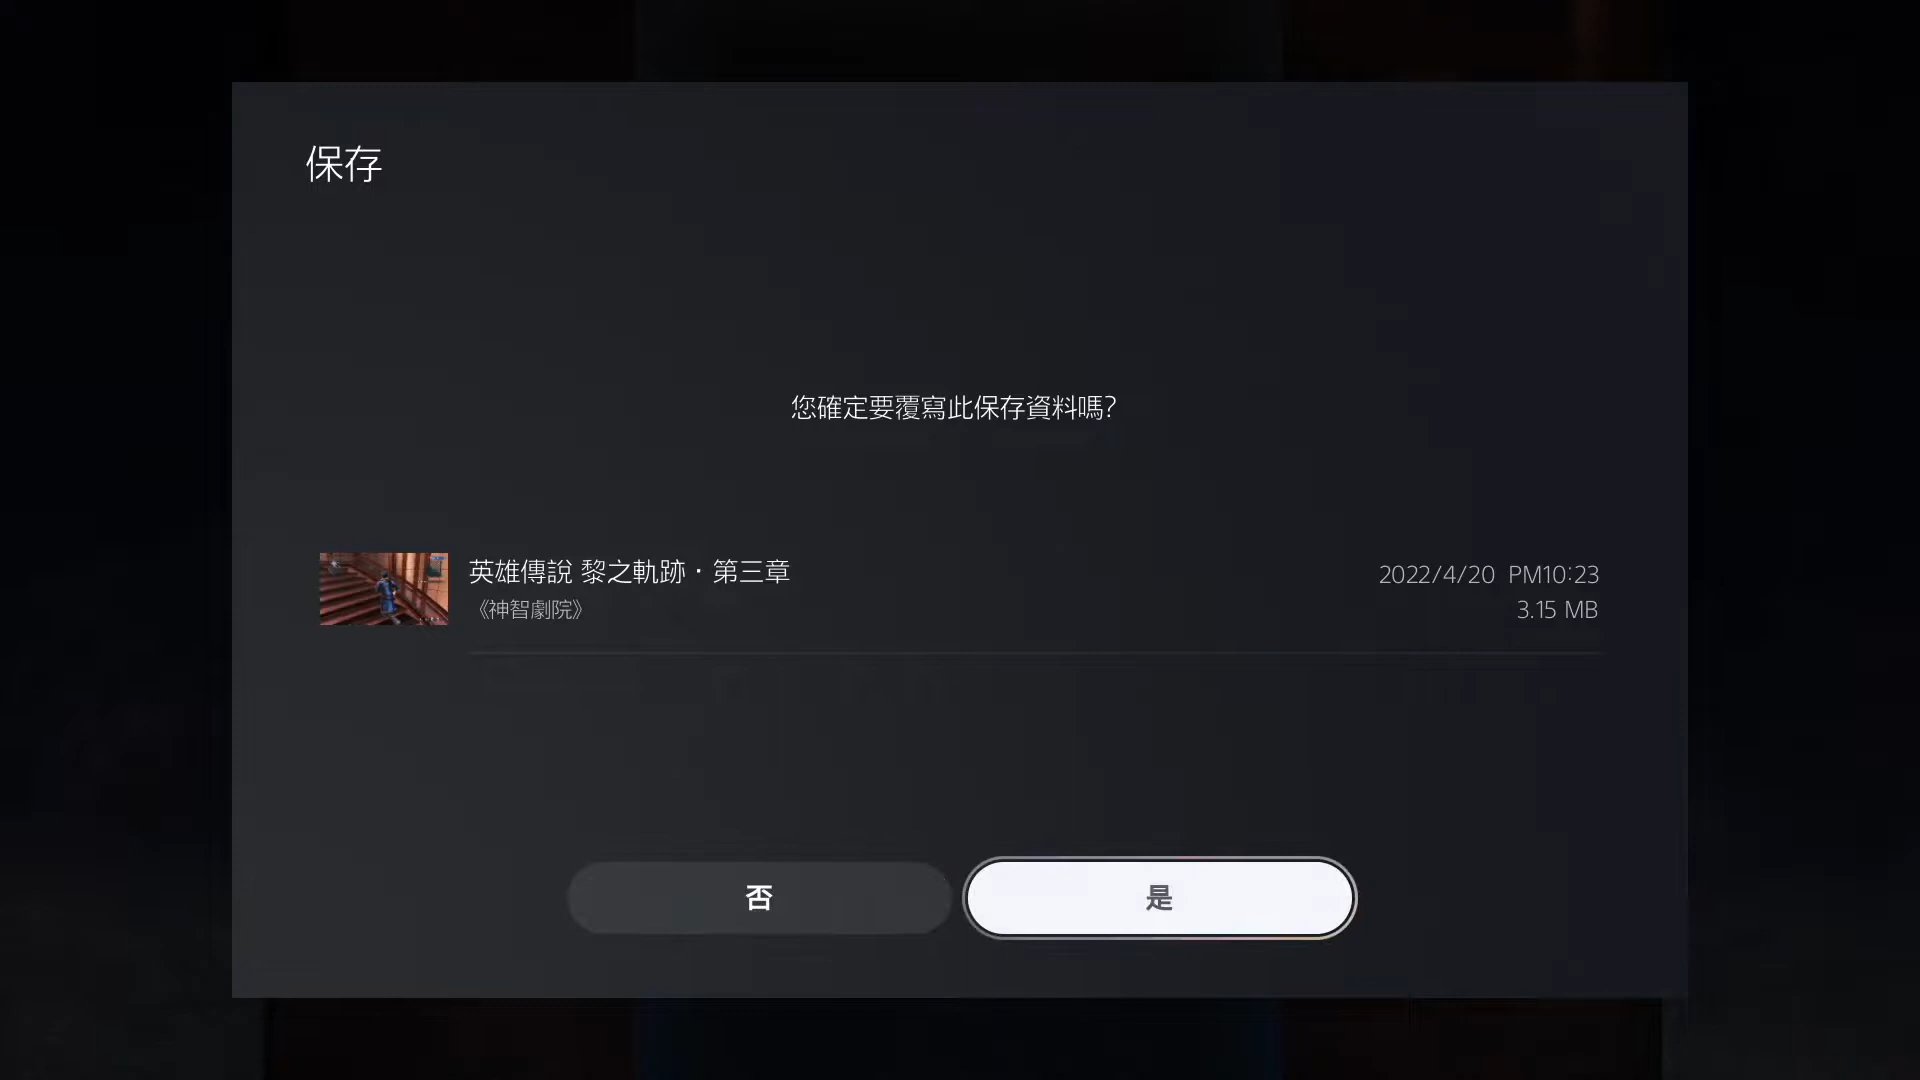 保存
您確定要覆寫此保存資料嗎?
英雄傳說 黎之軌跡・第三章
《神智劇院》
2022/4/20 PM10:23
3.15 MB
否
是